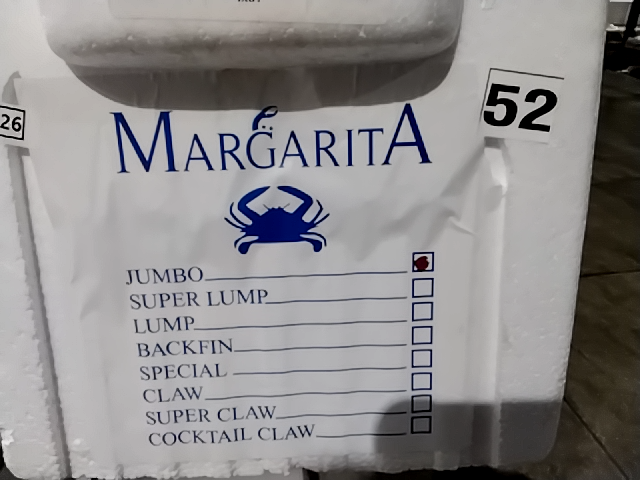 26
52
MARGARITA
JUMBO
SUPER LUMP
LUMP
BACKFIN
SPECIAL
CLAW
SUPER CLAW
COCKTAIL CLAW